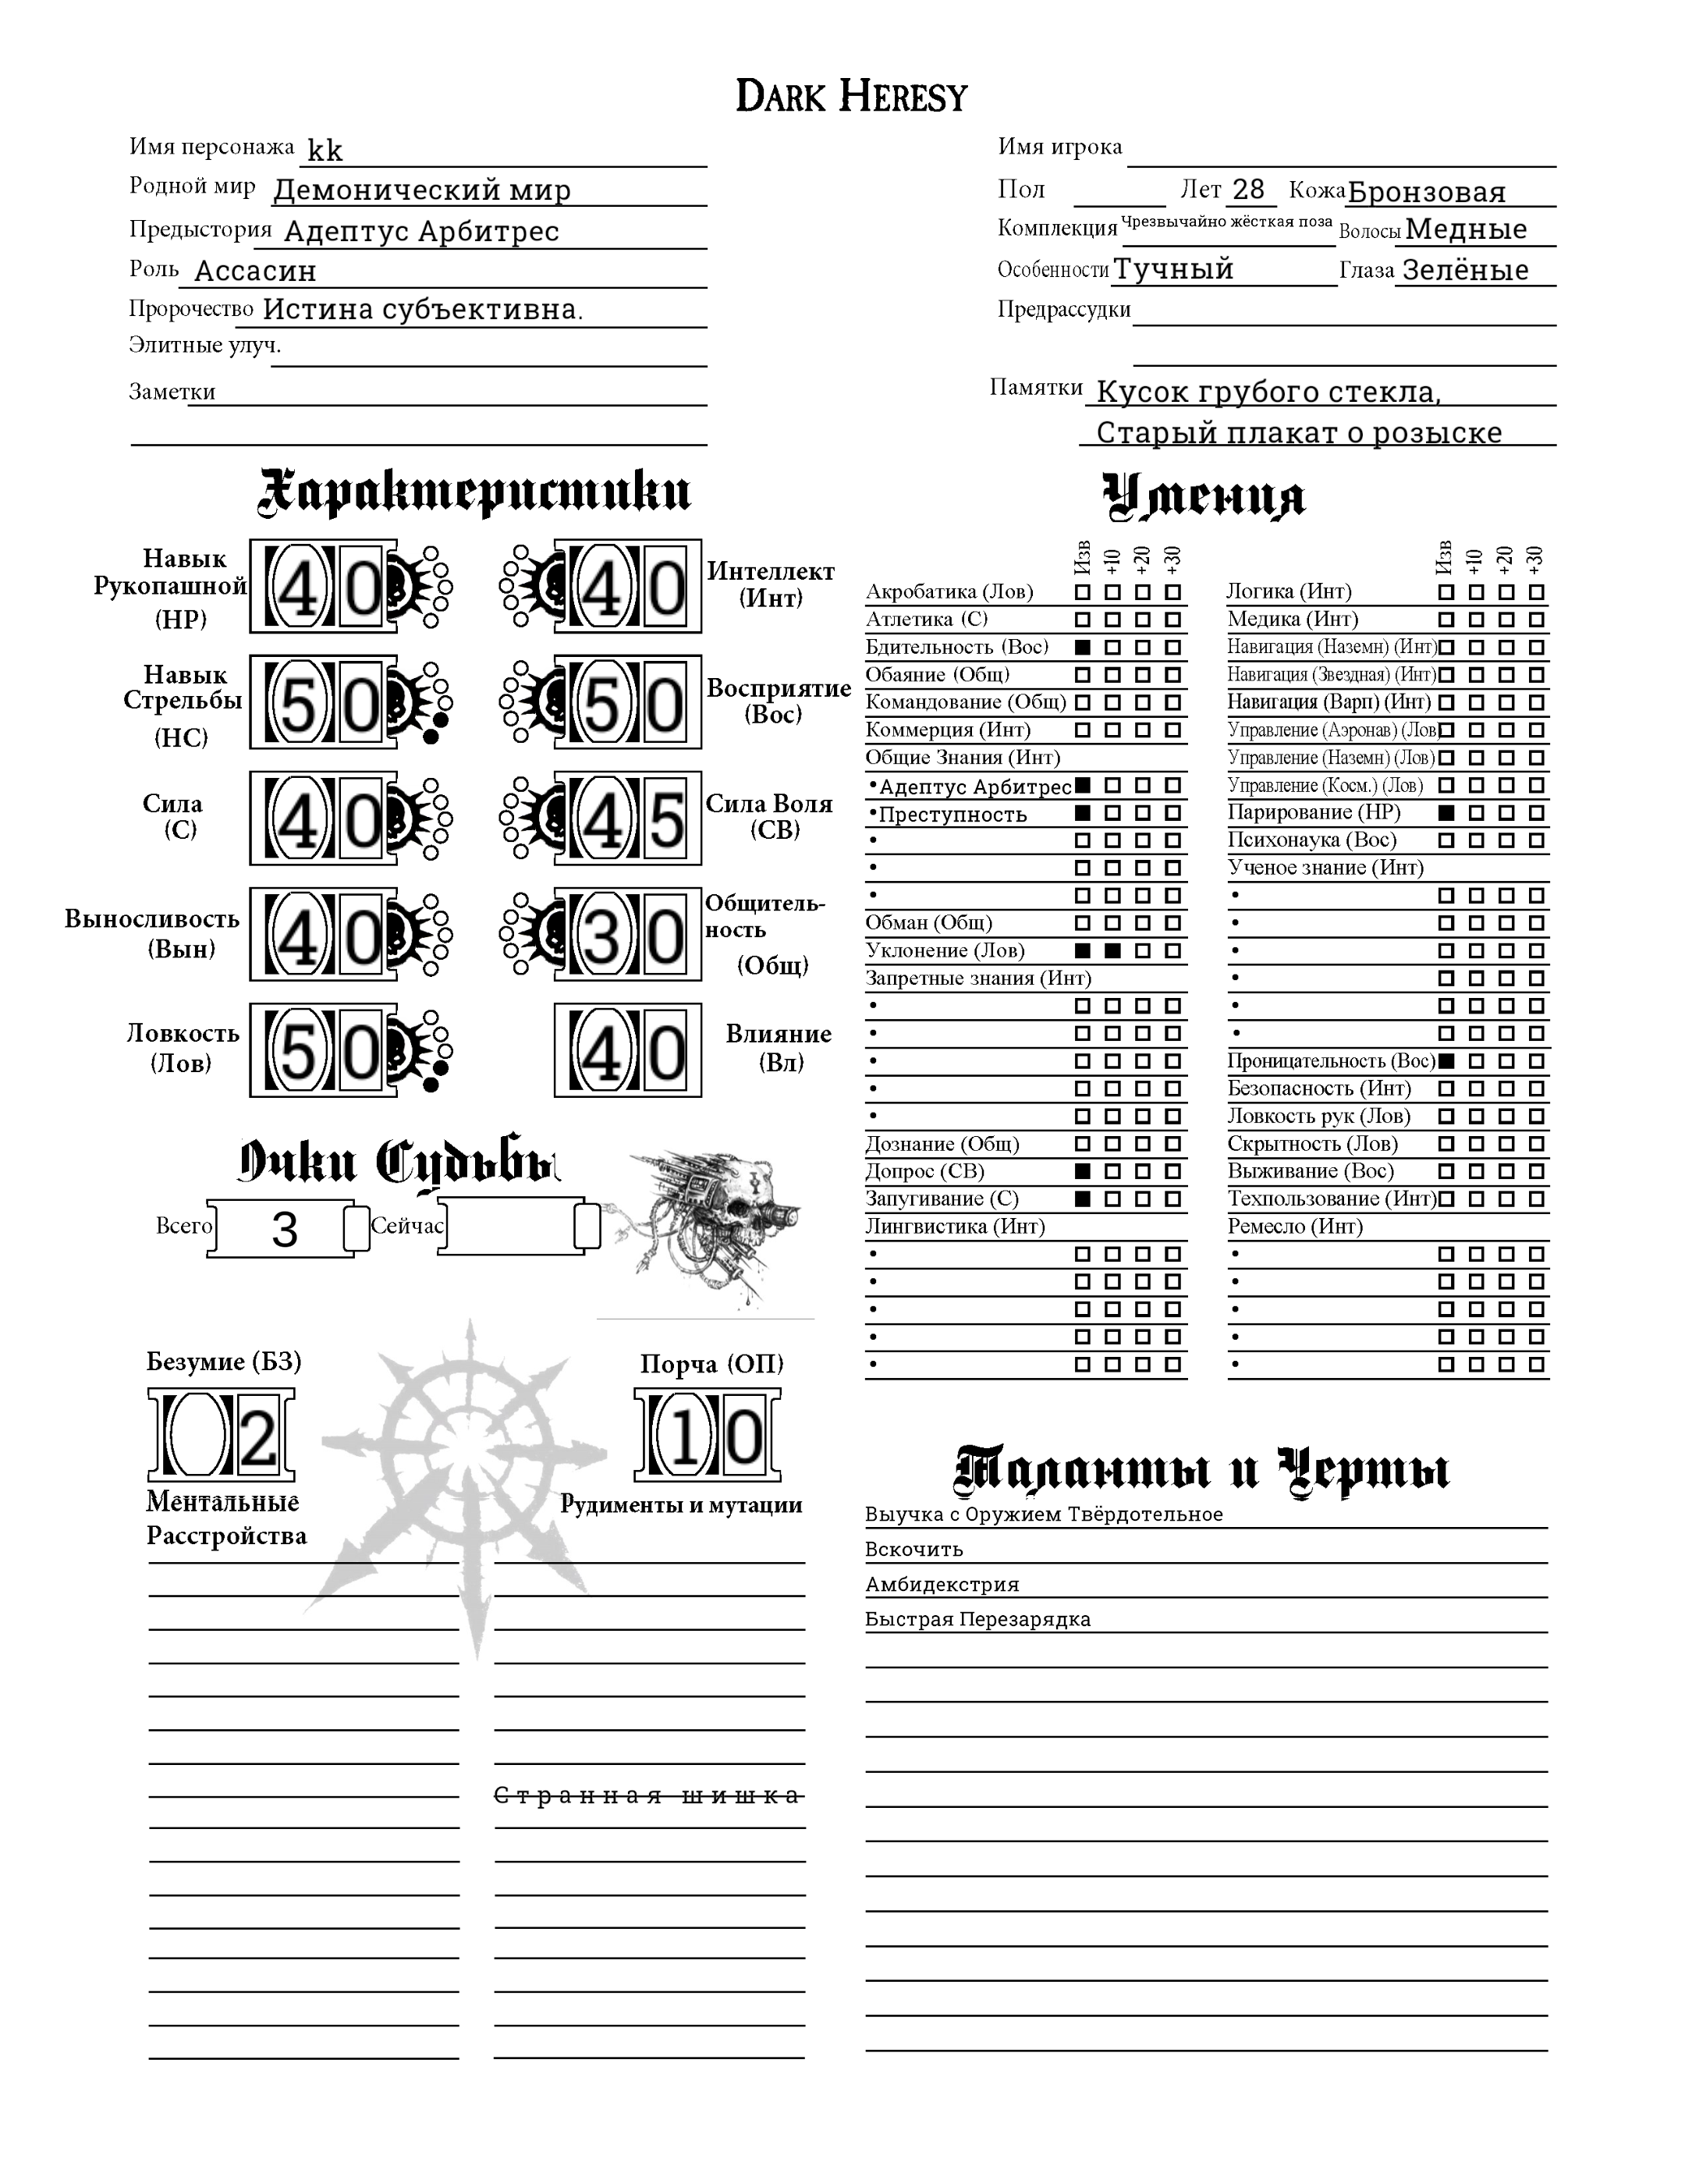 DARK HERESY
Имя персонажа kk
Родной мир Демонический мир
Предыстория Адептус Арбитрес
Роль Ассасин
Пророчество Истина субъективна.
Элитные улуч.
Заметки
Имя игрока
Пол Лет 28 Кожа Бронзовая
Комплекция Чрезвычайно жёсткая поза Волосы Медные
Особенности Тучный Глаза Зелёные
Предрассудки
Памятки Кусок грубого стекла,
Старый плакат о розыске
Характеристики
Навык
Рукопашной
(НР)
40
40
Интеллект
(Инт)
Навык
Стрельбы
(НС)
50
50
Восприятие
(Вос)
Сила
(С)
40
45
Сила Воля
(СВ)
Выносливость
(Вын)
40
30
Общитель-
ность
(Общ)
Ловкость
(Лов)
50
40
Влияние
(Вл)
Очки Судьбы
Всего 3 Сейчас
Безумие (БЗ)
2
Ментальные
Расстройства
Порча (ОП)
10
Рудименты и мутации
Странная шишка
Умения
Изв +10 +20 +30
Акробатика (Лов)
Атлетика (С)
Бдительность (Вос)
Обаяние (Общ)
Командование (Общ)
Коммерция (Инт)
Общие Знания (Инт)
•Адептус Арбитрес
•Преступность
•
•
•
Обман (Общ)
Уклонение (Лов)
Запретные знания (Инт)
•
•
•
•
•
Дознание (Общ)
Допрос (СВ)
Запугивание (С)
Лингвистика (Инт)
•
•
•
•
•
Изв +10 +20 +30
Логика (Инт)
Медика (Инт)
Навигация (Наземн) (Инт)
Навигация (Звездная) (Инт)
Навигация (Варп) (Инт)
Управление (Аэронав) (Лов)
Управление (Наземн) (Лов)
Управление (Косм.) (Лов)
Парирование (НР)
Психонаука (Вос)
Ученое знание (Инт)
•
•
•
•
•
•
Проницательность (Вос)
Безопасность (Инт)
Ловкость рук (Лов)
Скрытность (Лов)
Выживание (Вос)
Техпользование (Инт)
Ремесло (Инт)
•
•
•
•
•
Таланты и Черты
Выучка с Оружием Твёрдотельное
Вскочить
Амбидекстрия
Быстрая Перезарядка